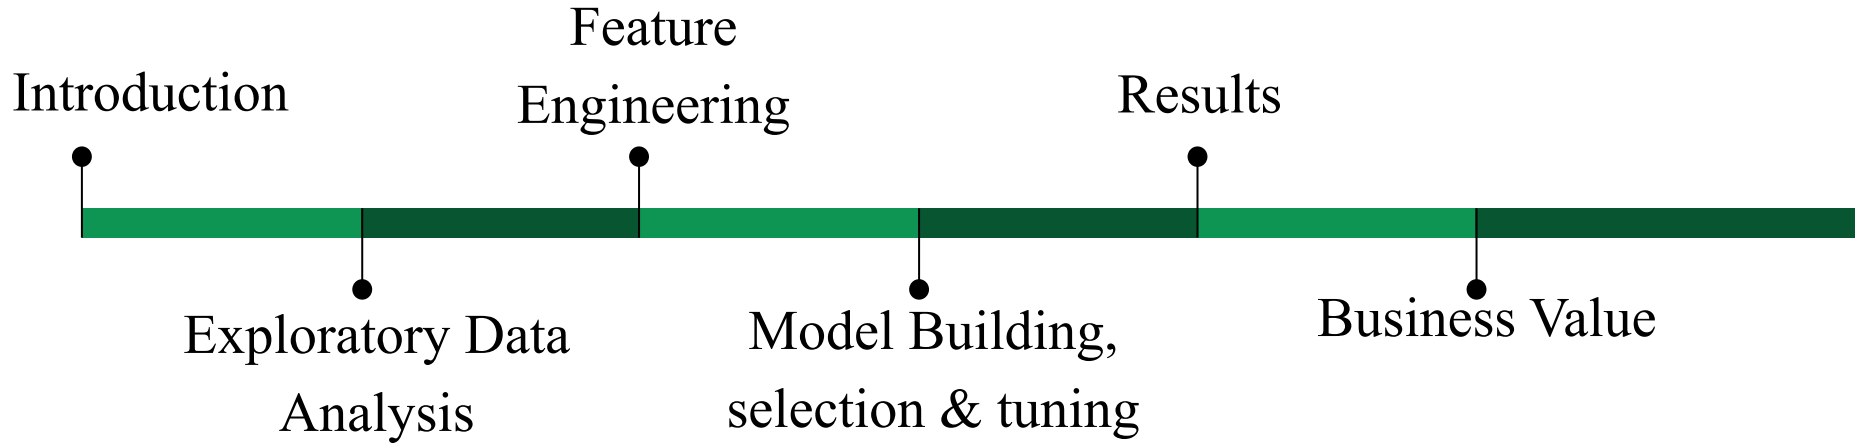 Introduction
Exploratory Data
Analysis
Feature
Engineering
Model Building,
selection & tuning
Results
Business Value